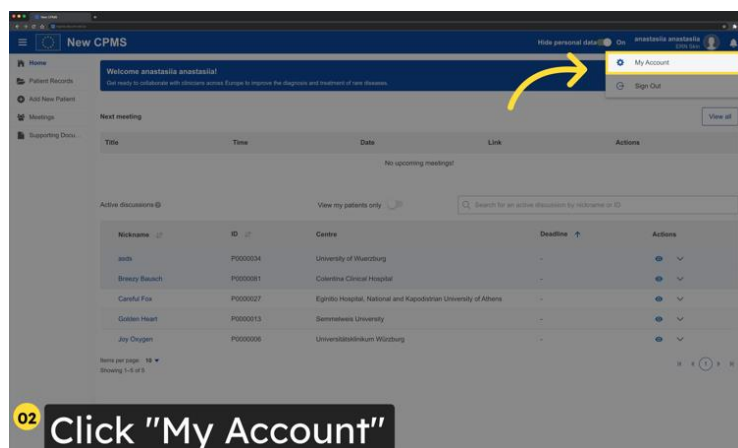 New CPMS
Hide personal data On anastasiia anastasiia
ERN Skin
Home
Patient Records
Add New Patient
Meetings
Supporting Docu...
Welcome anastasiia anastasiia!
Get ready to collaborate with clinicians across Europe to improve the diagnosis and treatment of rare diseases.
My Account
Sign Out
Next meeting View all
Title Time Date Link Actions
No upcoming meetings!
Active discussions View my patients only Search for an active discussion by Nickname or ID
Nickname ID Centre Deadline Actions
asds P0000034 University of Wuerzburg -
Breezy Bausch P0000081 Colentina Clinical Hospital -
Careful Fox P0000027 Eginitio Hospital, National and Kapodistrian University of Athens -
Golden Heart P0000013 Semmelweis University -
Joy Oxygen P0000006 Universitätsklinikum Würzburg -
Items per page: 10
Showing 1–5 of 5 1
02 Click "My Account"